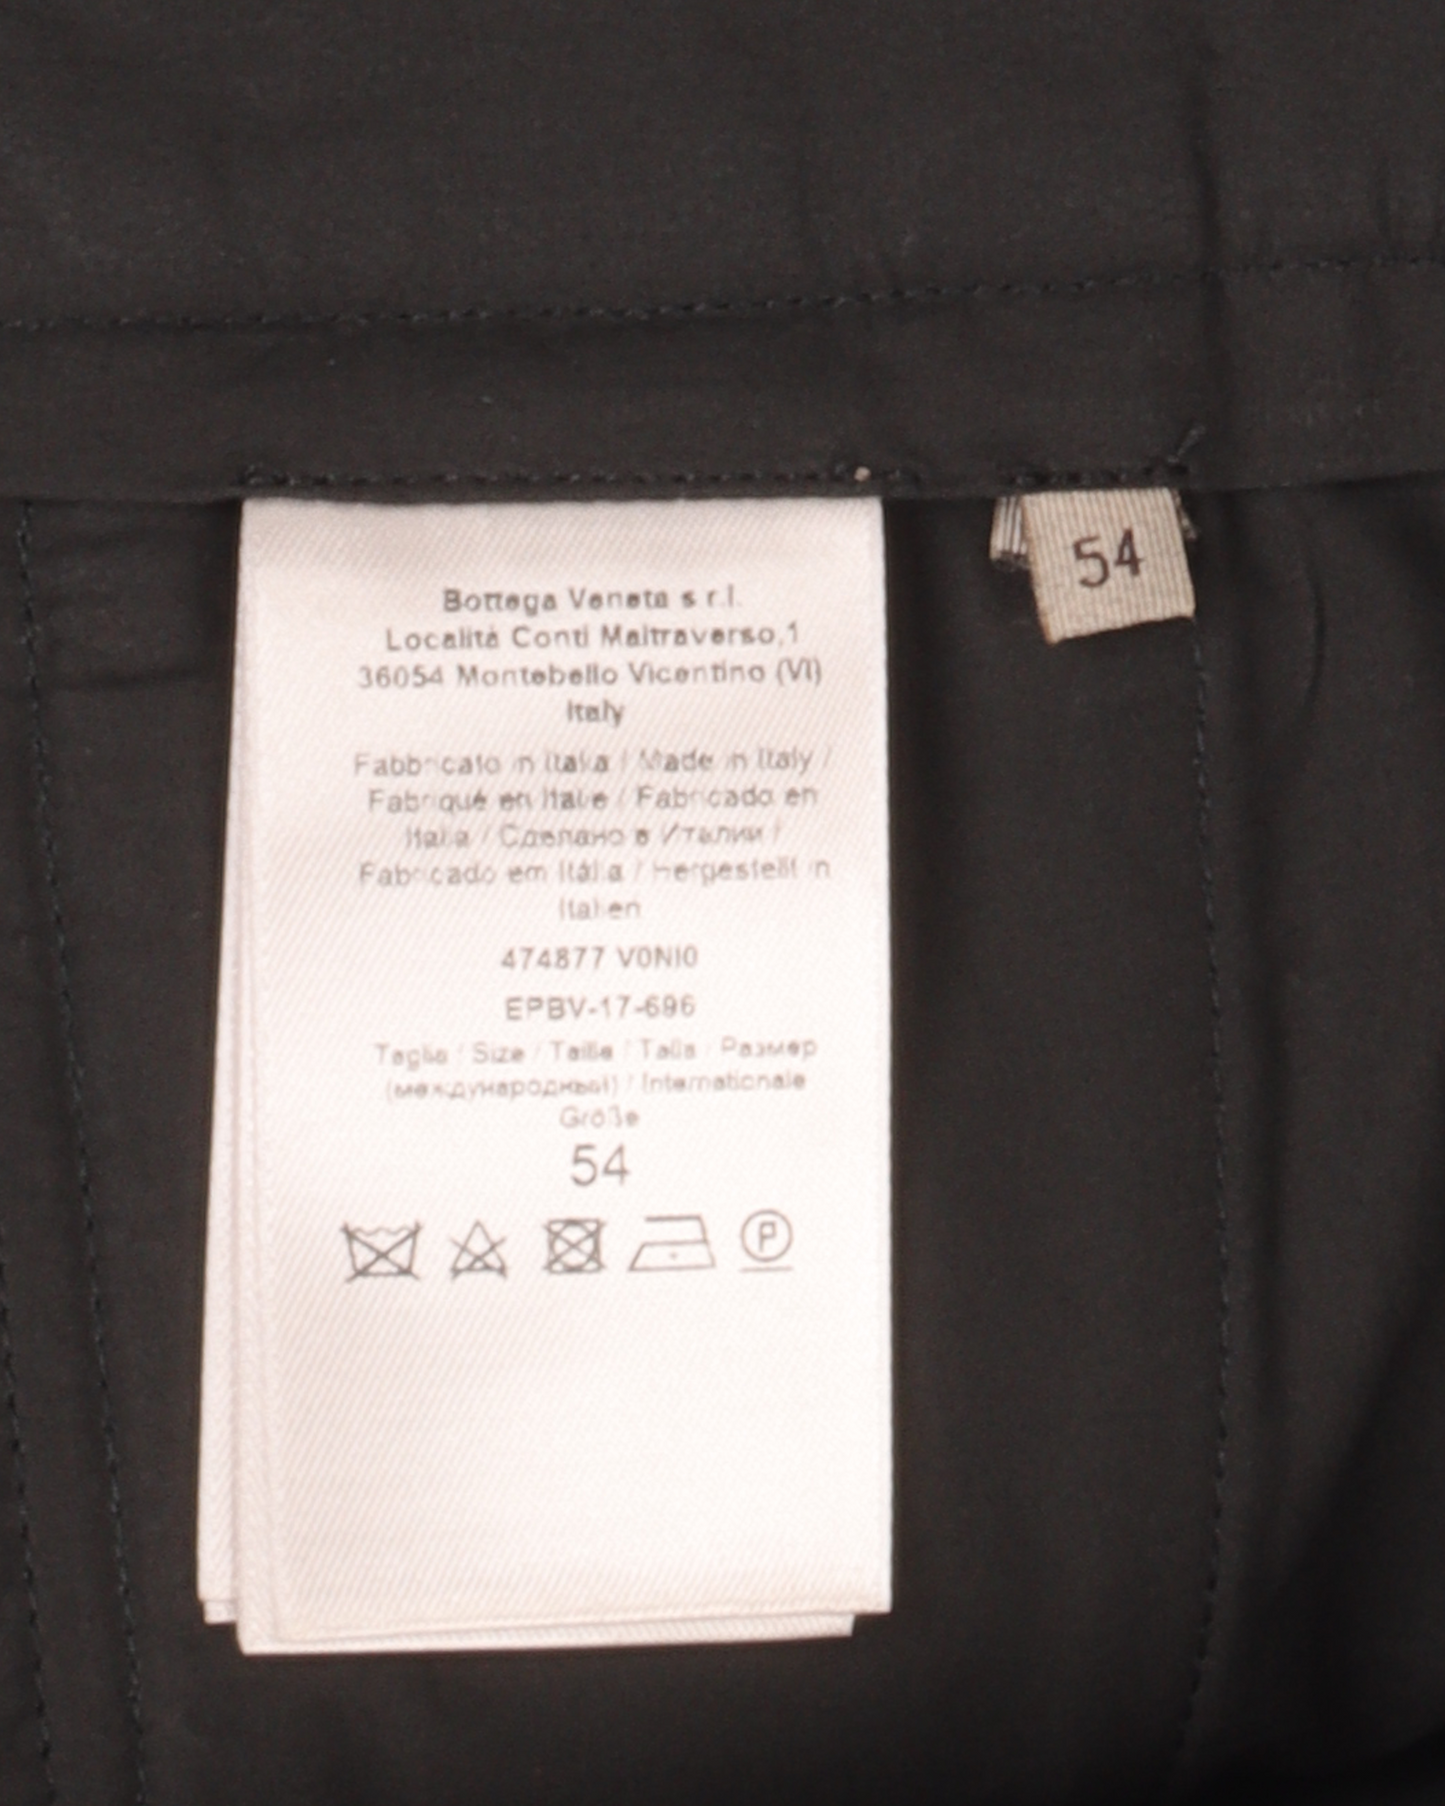 Bottega Veneta s r.l.
Località Conti Maltraverso,1
36054 Montebello Vicentino (VI)
Italy
Fabbricato in Italia / Made in Italy /
Fabriqué en Italie / Fabricado en
Italia / Сделано в Италии /
Fabricado em Itália / Hergestellt in
Italien
474877 V0NI0
EPBV-17-696
Taglia / Size / Taille / Talla / Размер
(международный) / Internationale
Größe
54
P
54